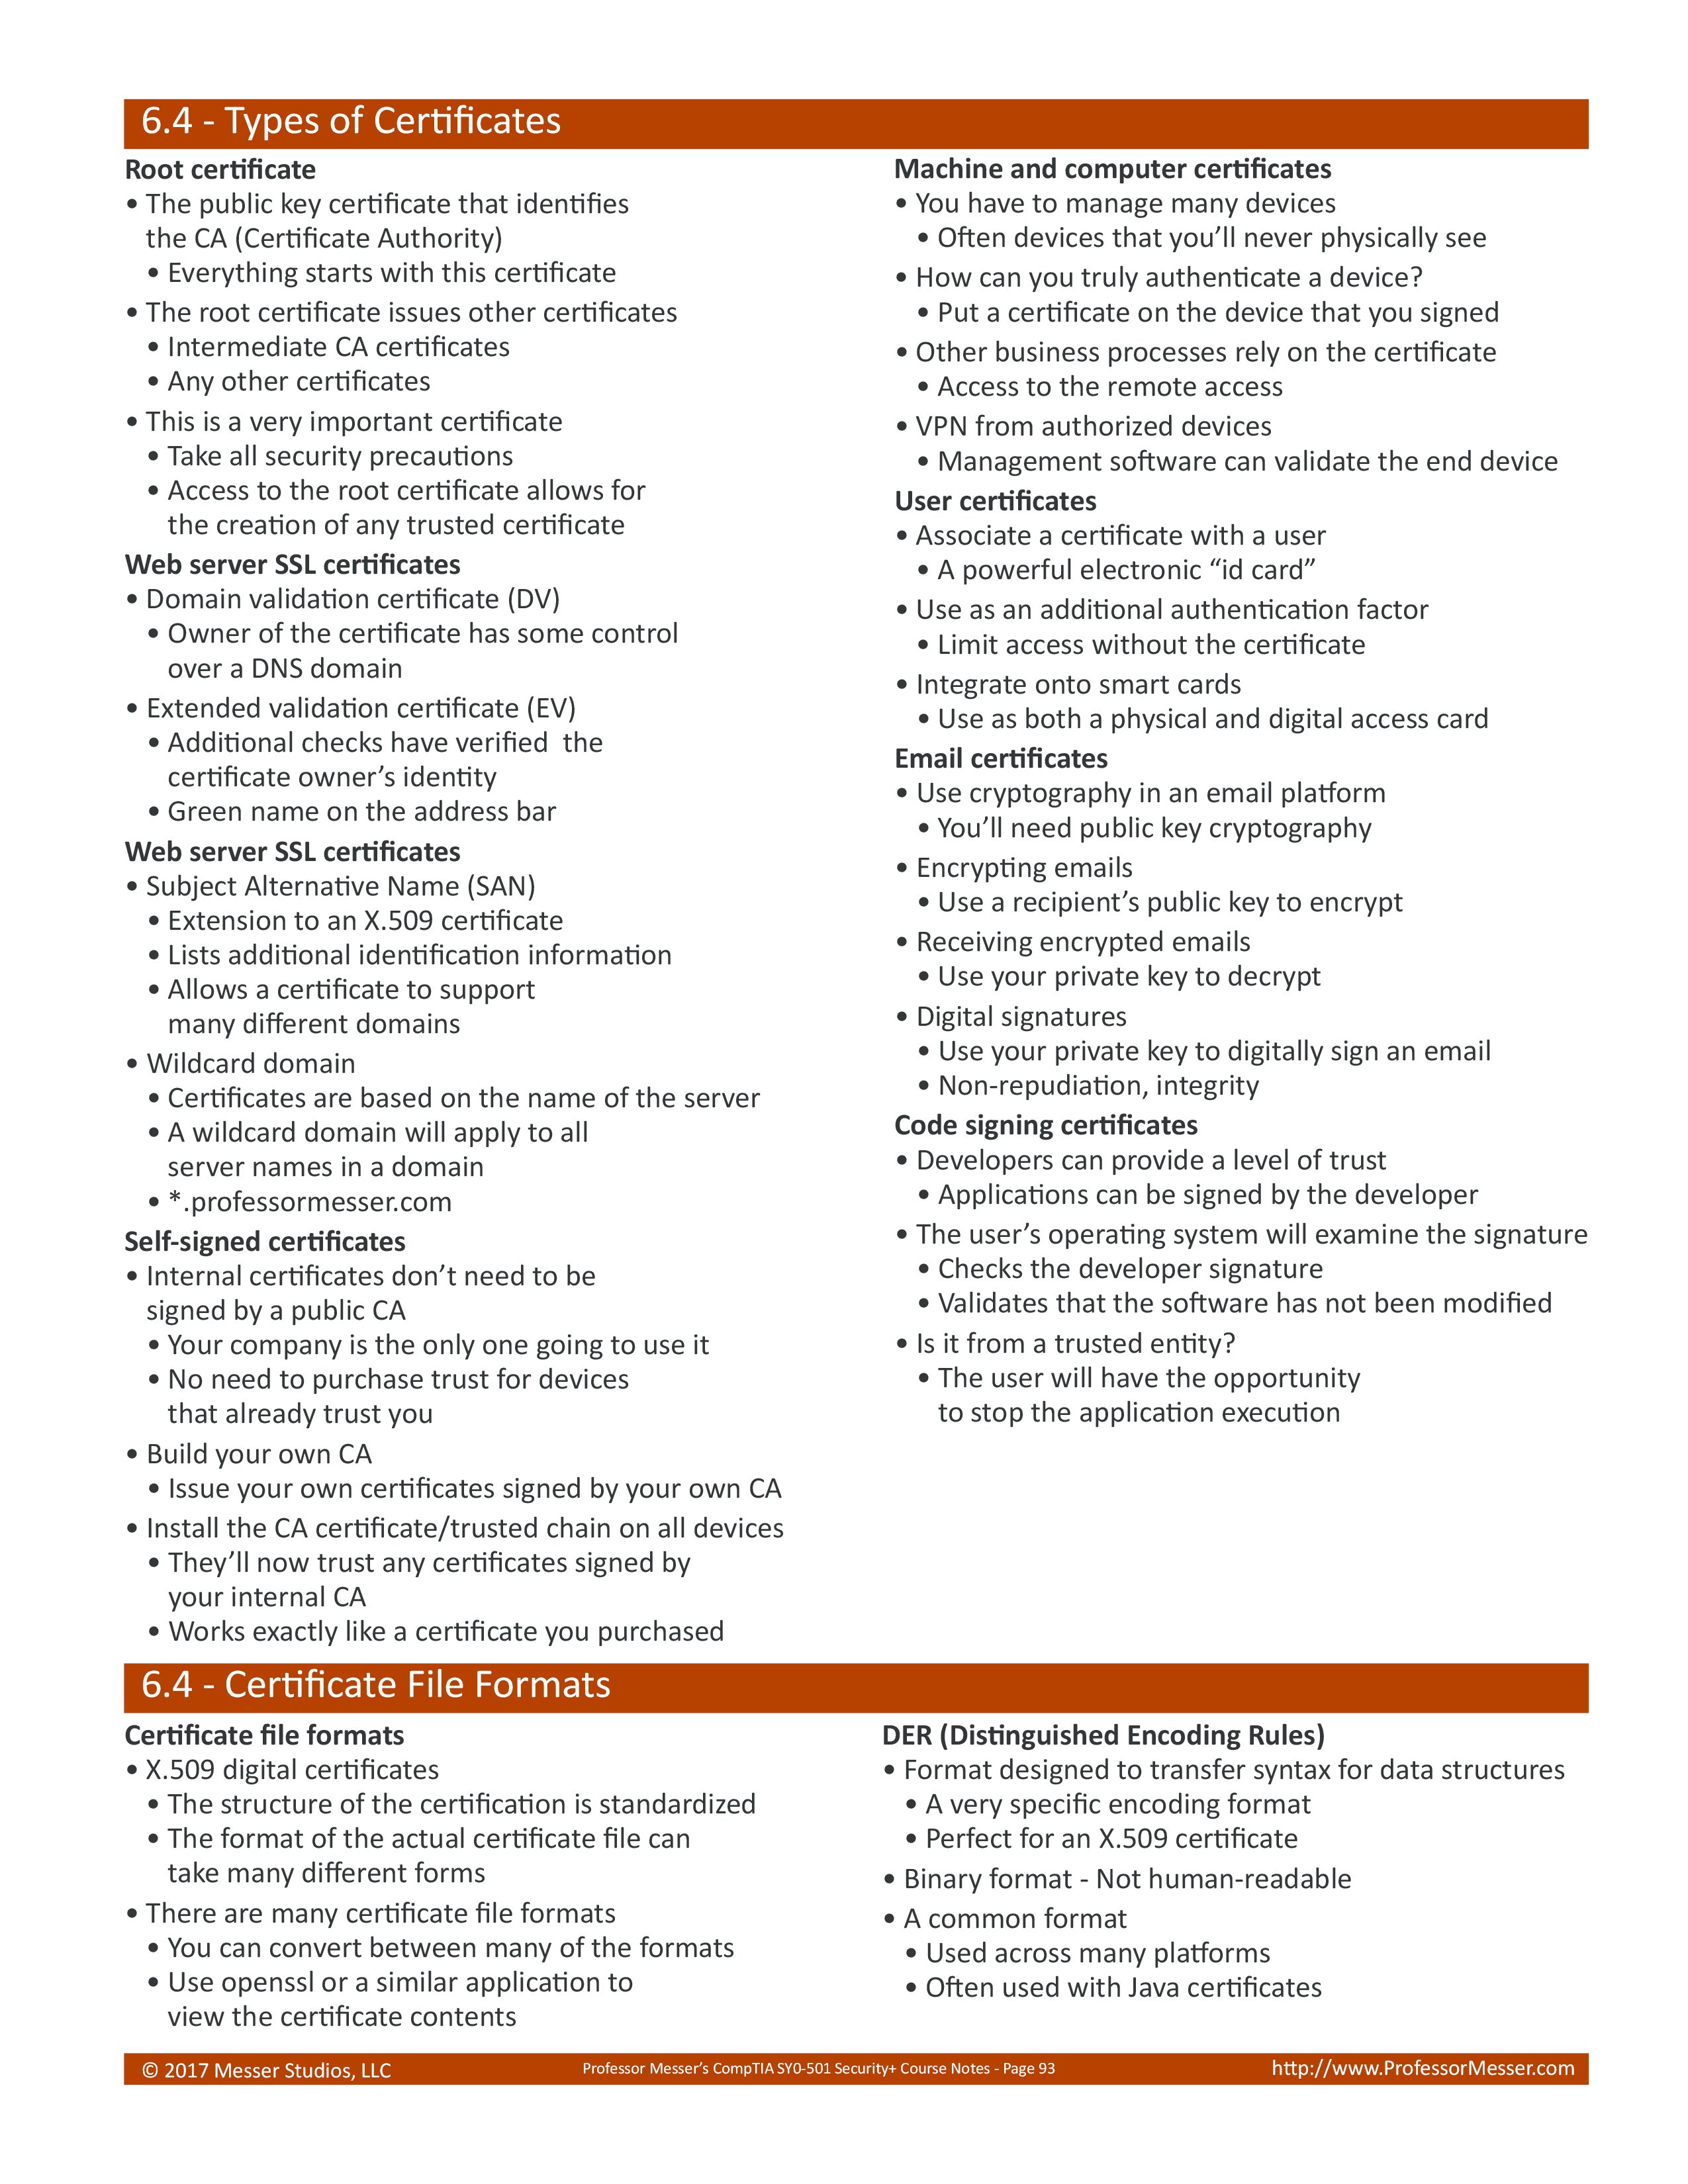 6.4 - Types of Certificates
Root certificate
• The public key certificate that identifies
the CA (Certificate Authority)
• Everything starts with this certificate
• The root certificate issues other certificates
• Intermediate CA certificates
• Any other certificates
• This is a very important certificate
• Take all security precautions
• Access to the root certificate allows for
the creation of any trusted certificate
Web server SSL certificates
• Domain validation certificate (DV)
• Owner of the certificate has some control
over a DNS domain
• Extended validation certificate (EV)
• Additional checks have verified  the
certificate owner’s identity
• Green name on the address bar
Web server SSL certificates
• Subject Alternative Name (SAN)
• Extension to an X.509 certificate
• Lists additional identification information
• Allows a certificate to support
many different domains
• Wildcard domain
• Certificates are based on the name of the server
• A wildcard domain will apply to all
server names in a domain
• *.professormesser.com
Self-signed certificates
• Internal certificates don’t need to be
signed by a public CA
• Your company is the only one going to use it
• No need to purchase trust for devices
that already trust you
• Build your own CA
• Issue your own certificates signed by your own CA
• Install the CA certificate/trusted chain on all devices
• They’ll now trust any certificates signed by
your internal CA
• Works exactly like a certificate you purchased
Machine and computer certificates
• You have to manage many devices
• Often devices that you’ll never physically see
• How can you truly authenticate a device?
• Put a certificate on the device that you signed
• Other business processes rely on the certificate
• Access to the remote access
• VPN from authorized devices
• Management software can validate the end device
User certificates
• Associate a certificate with a user
• A powerful electronic “id card”
• Use as an additional authentication factor
• Limit access without the certificate
• Integrate onto smart cards
• Use as both a physical and digital access card
Email certificates
• Use cryptography in an email platform
• You’ll need public key cryptography
• Encrypting emails
• Use a recipient’s public key to encrypt
• Receiving encrypted emails
• Use your private key to decrypt
• Digital signatures
• Use your private key to digitally sign an email
• Non-repudiation, integrity
Code signing certificates
• Developers can provide a level of trust
• Applications can be signed by the developer
• The user’s operating system will examine the signature
• Checks the developer signature
• Validates that the software has not been modified
• Is it from a trusted entity?
• The user will have the opportunity
to stop the application execution
6.4 - Certificate File Formats
Certificate file formats
• X.509 digital certificates
• The structure of the certification is standardized
• The format of the actual certificate file can
take many different forms
• There are many certificate file formats
• You can convert between many of the formats
• Use openssl or a similar application to
view the certificate contents
DER (Distinguished Encoding Rules)
• Format designed to transfer syntax for data structures
• A very specific encoding format
• Perfect for an X.509 certificate
• Binary format - Not human-readable
• A common format
• Used across many platforms
• Often used with Java certificates
© 2017 Messer Studios, LLC
Professor Messer’s CompTIA SY0-501 Security+ Course Notes - Page 93
http://www.ProfessorMesser.com